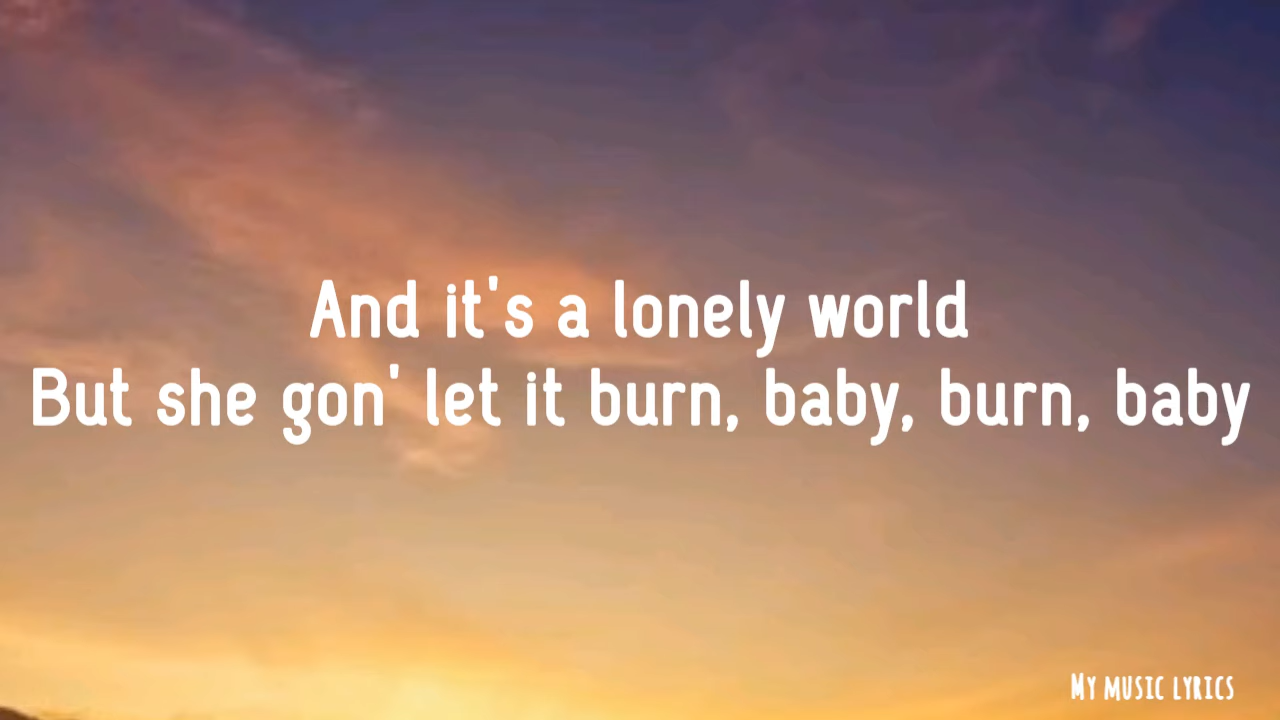 And it's a lonely world
But she gon' let it burn, baby, burn, baby
My music lyrics